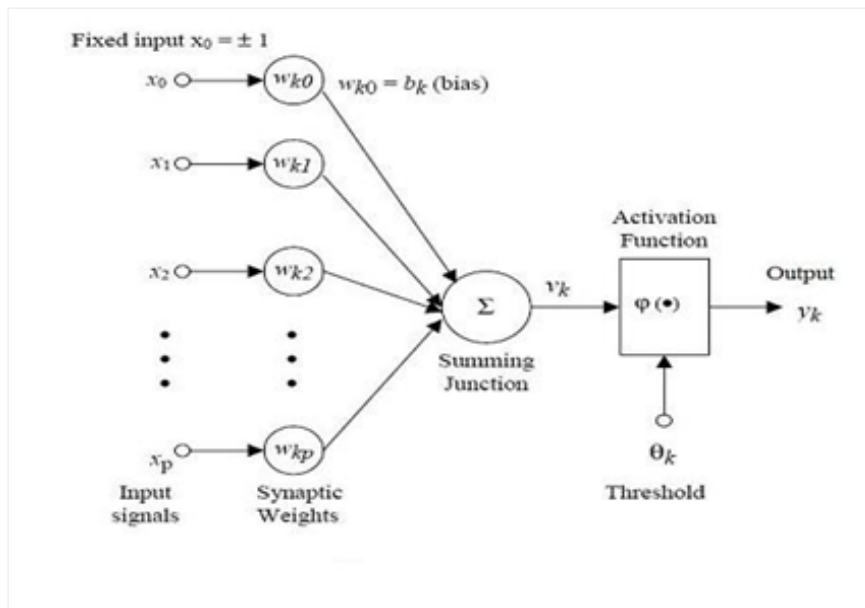 Fixed input x₀ = ± 1
x₀
wk0
wk0 = bk (bias)
x₁
wk1
x₂
wk2
xp
wkp
Input
signals
Synaptic
Weights
Σ
Summing
Junction
vk
Activation
Function
φ (•)
Output
yk
θk
Threshold